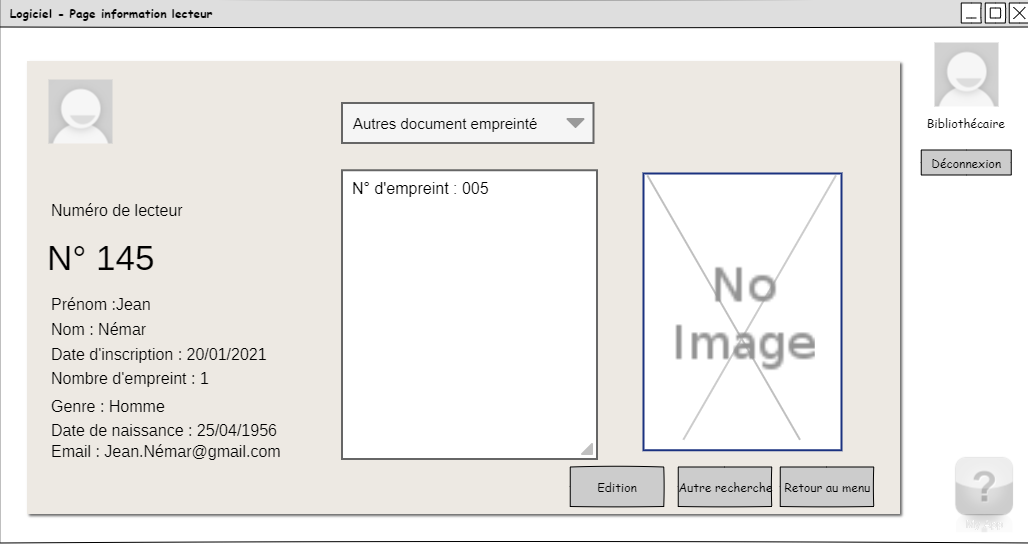 Logiciel - Page information lecteur
Bibliothécaire
Déconnexion
Autres document empreinté
N° d'empreint : 005
Numéro de lecteur
N° 145
Prénom :Jean
Nom : Némar
Date d'inscription : 20/01/2021
Nombre d'empreint : 1
Genre : Homme
Date de naissance : 25/04/1956
Email : Jean.Némar@gmail.com
No
Image
Edition
Autre recherche
Retour au menu
?